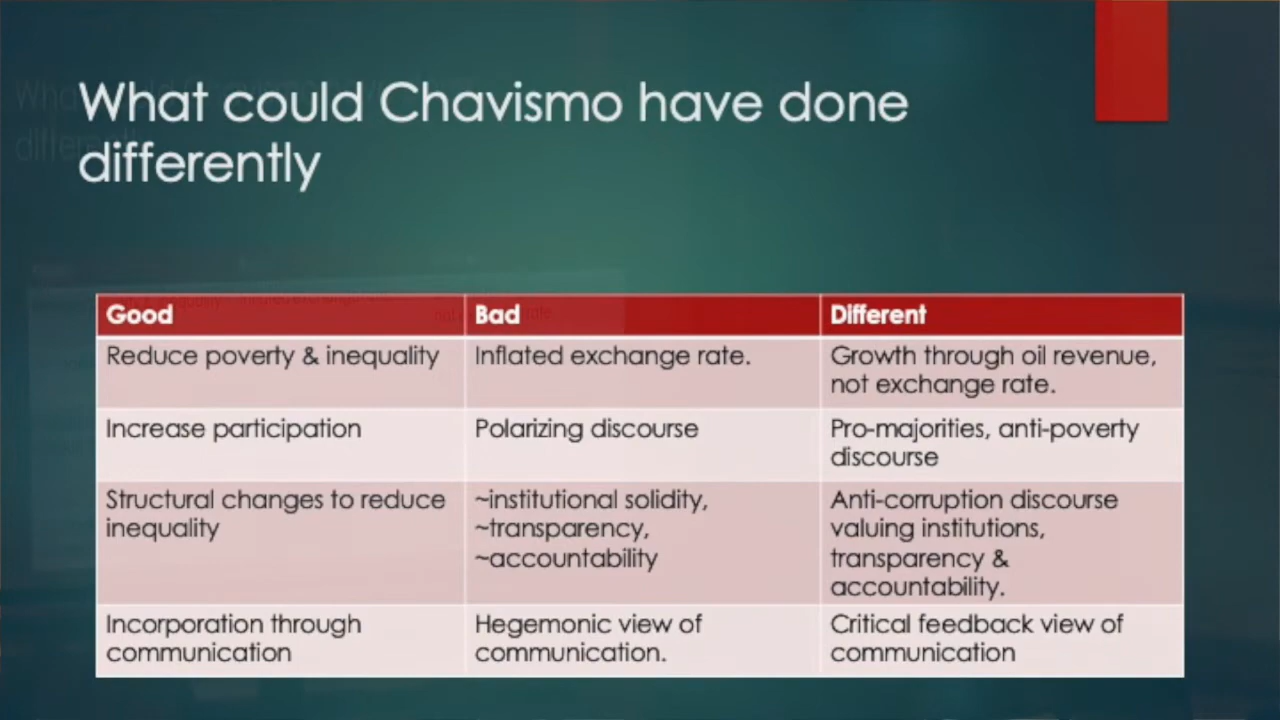 What could Chavismo have done
differently
Good Bad Different
Reduce poverty & inequality Inflated exchange rate. Growth through oil revenue,
not exchange rate.
Increase participation Polarizing discourse Pro-majorities, anti-poverty
discourse
Structural changes to reduce ~institutional solidity, Anti-corruption discourse
inequality ~transparency, valuing institutions,
~accountability transparency &
accountability.
Incorporation through Hegemonic view of Critical feedback view of
communication communication. communication